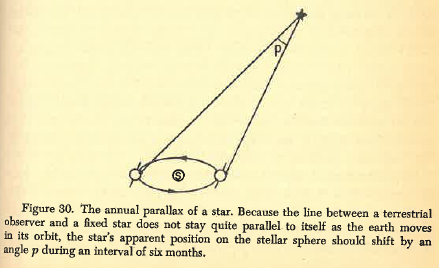 p
S
Figure 30. The annual parallax of a star. Because the line between a terrestrial
observer and a fixed star does not stay quite parallel to itself as the earth moves
in its orbit, the star's apparent position on the stellar sphere should shift by an
angle p during an interval of six months.